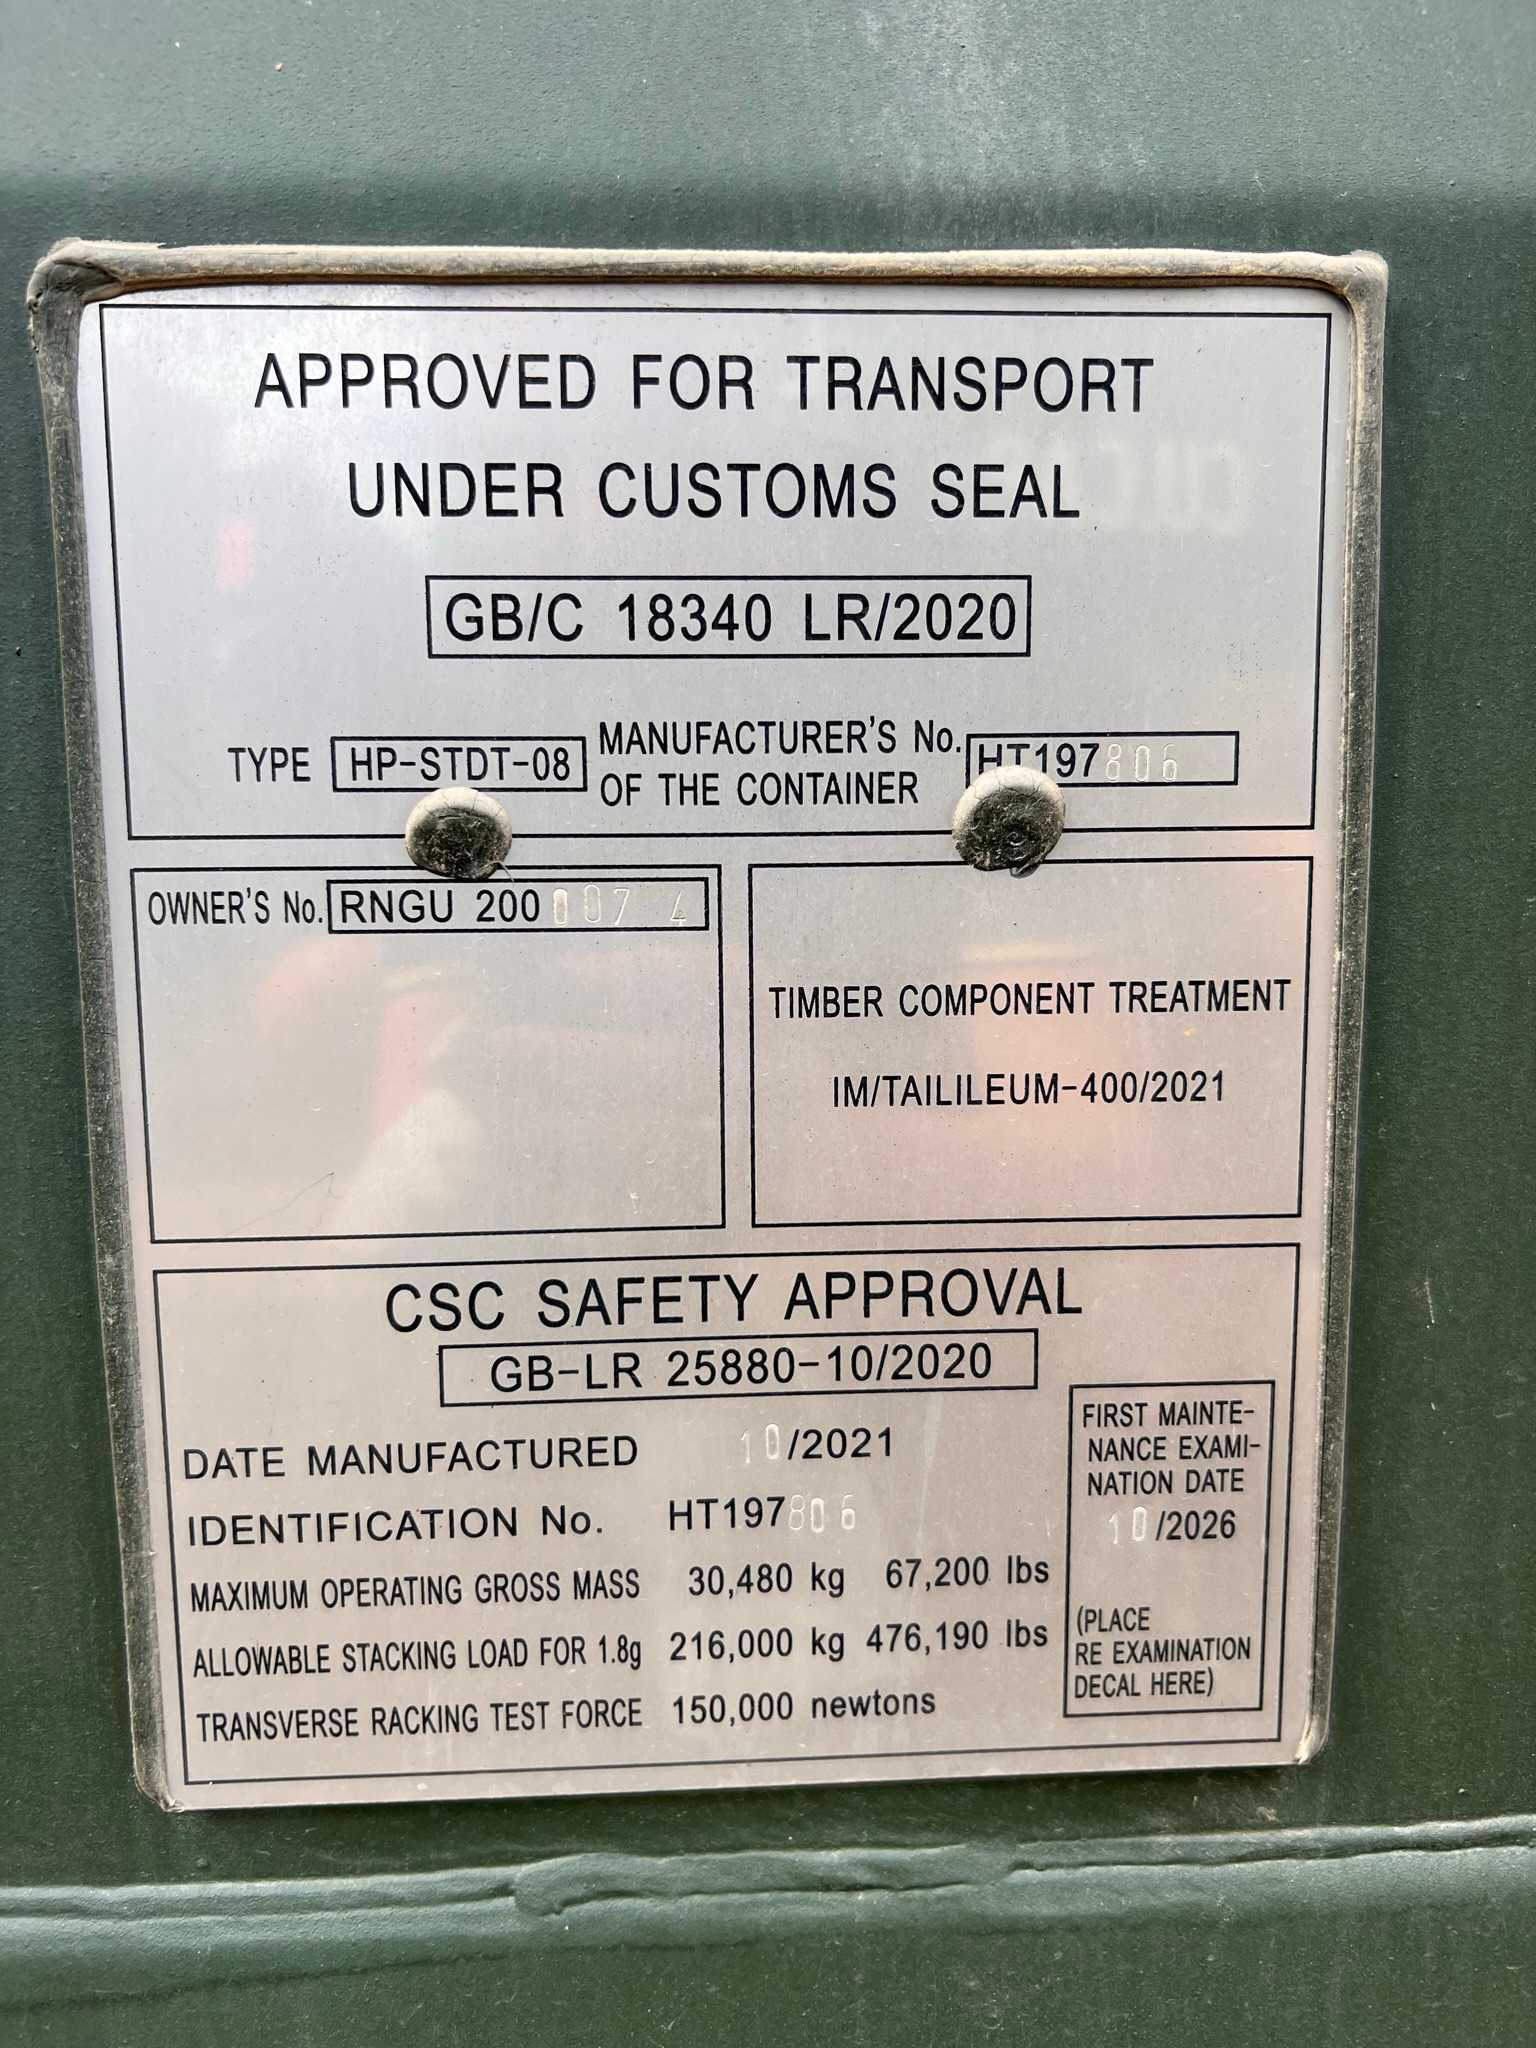 APPROVED FOR TRANSPORT
UNDER CUSTOMS SEAL
GB/C 18340 LR/2020
TYPE HP-STDT-08 MANUFACTURER'S No. OF THE CONTAINER HT197806
OWNER'S No. RNGU 200007 4
TIMBER COMPONENT TREATMENT
IM/TAILILEUM-400/2021
CSC SAFETY APPROVAL
GB-LR 25880-10/2020
DATE MANUFACTURED 10/2021
IDENTIFICATION No. HT197806
MAXIMUM OPERATING GROSS MASS 30,480 kg 67,200 lbs
ALLOWABLE STACKING LOAD FOR 1.8g 216,000 kg 476,190 lbs
TRANSVERSE RACKING TEST FORCE 150,000 newtons
FIRST MAINTE-
NANCE EXAMI-
NATION DATE
10/2026
(PLACE
RE EXAMINATION
DECAL HERE)